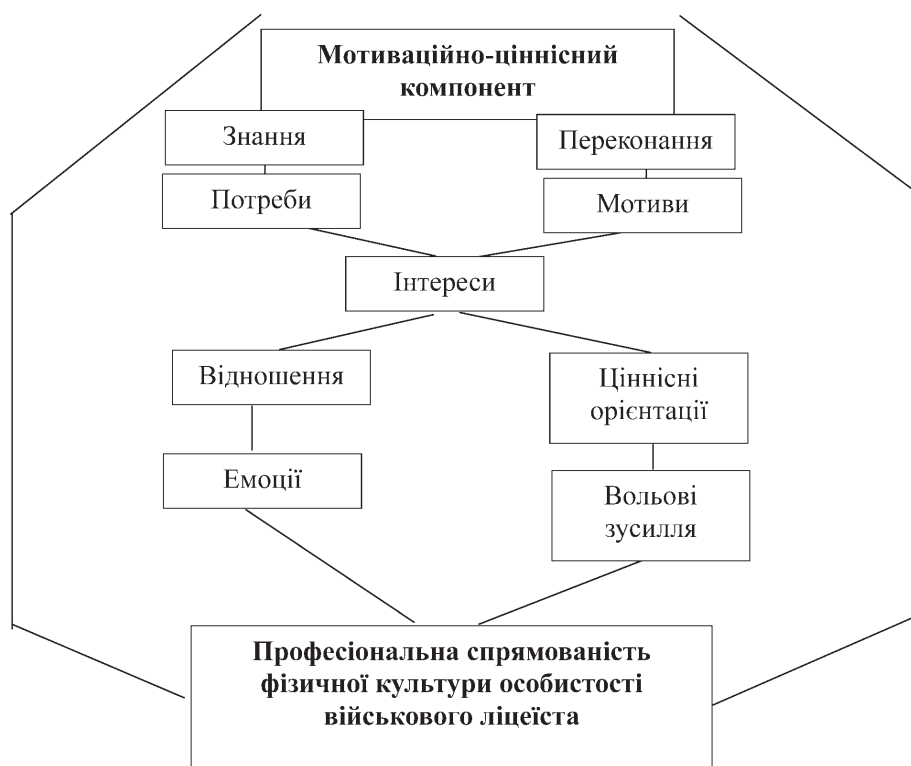 Мотиваційно-ціннісний
компонент
Знання
Переконання
Потреби
Мотиви
Інтереси
Відношення
Ціннісні
орієнтації
Емоції
Вольові
зусилля
Професіональна спрямованість
фізичної культури особистості
військового ліцеїста